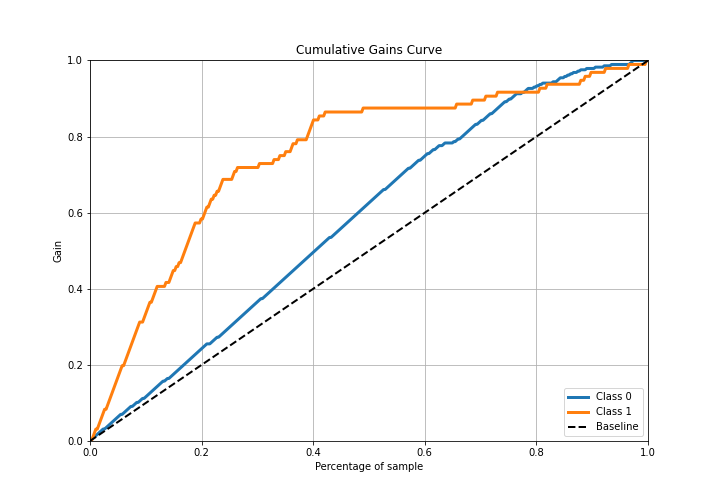 Cumulative Gains Curve
1.0
0.8
0.6
0.4
0.2
0.0
Gain
0.0 0.2 0.4 0.6 0.8 1.0
Percentage of sample
Class 0
Class 1
Baseline